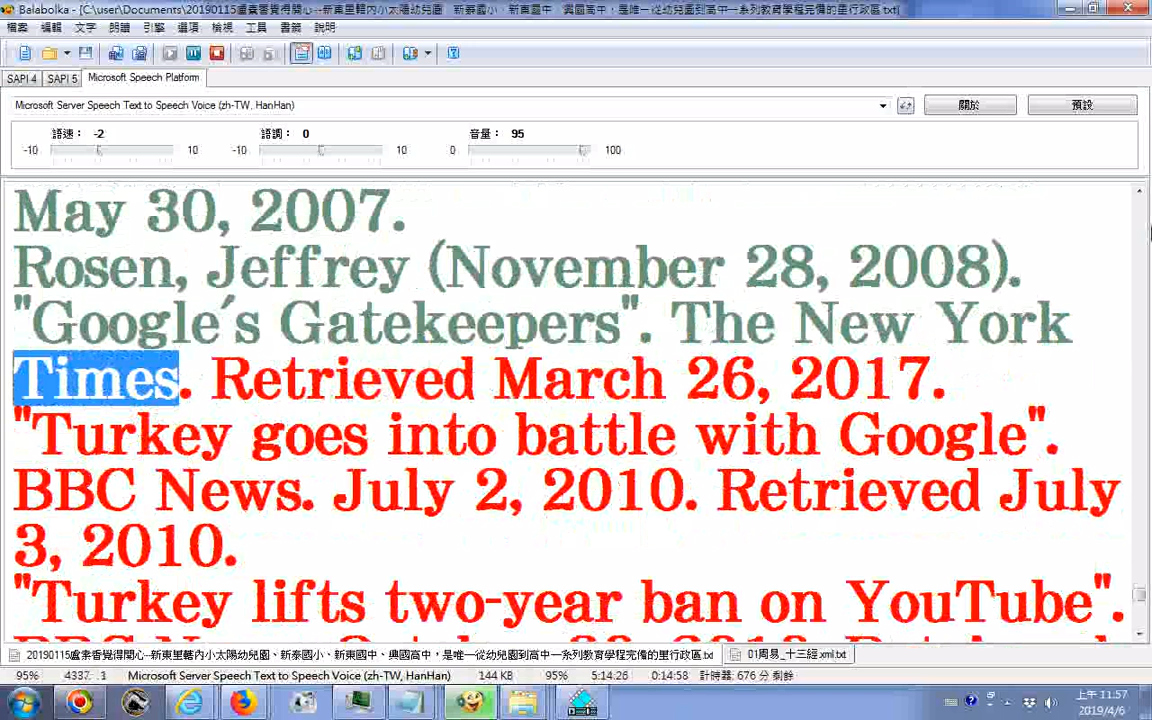 Balabolka - [C:\user\Documents\20190115盧素香覺得開心--新東里轄內小太陽幼兒園、新泰國小、新東國中、興國高中，是唯一從幼兒園到高中一系列教育學程完備的里行政區.txt]
檔案 編輯 文字 朗讀 引擎 選項 檢視 工具 書籤 說明
SAPI 4 SAPI 5 Microsoft Speech Platform
Microsoft Server Speech Text to Speech Voice (zh-TW, HanHan) 關於 預設
語速： -2 語調： 0 音量： 95
-10 10 -10 10 0 100
May 30, 2007.
Rosen, Jeffrey (November 28, 2008).
"Google's Gatekeepers". The New York
Times. Retrieved March 26, 2017.
"Turkey goes into battle with Google".
BBC News. July 2, 2010. Retrieved July
3, 2010.
"Turkey lifts two-year ban on YouTube".
20190115盧素香覺得開心--新東里轄內小太陽幼兒園、新泰國小、新東國中、興國高中，是唯一從幼兒園到高中一系列教育學程完備的里行政區.txt 01周易_十三經.xml.txt
95% 4337: 1 Microsoft Server Speech Text to Speech Voice (zh-TW, HanHan) 144 KB 95% 5:14:26 0:14:58 計時器: 676 分 剩餘
上午 11:57
2019/4/6